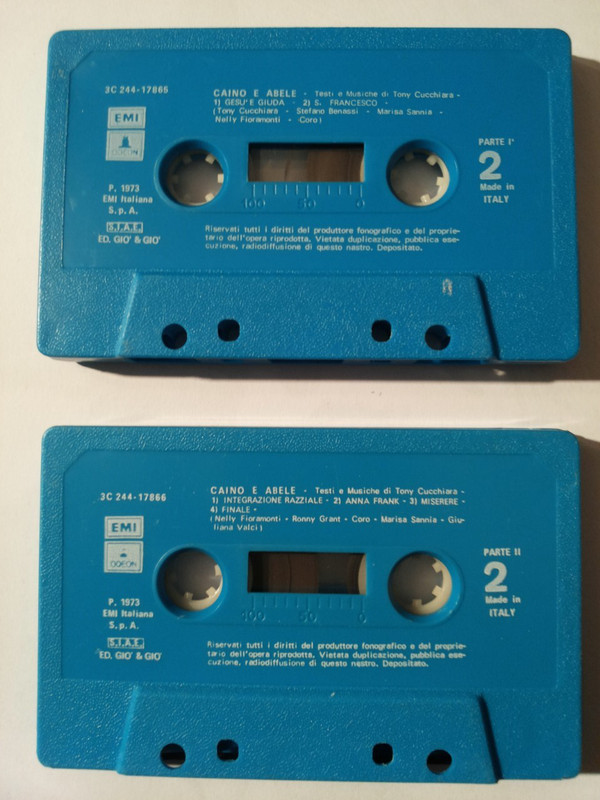 3C 244-17865
CAINO E ABELE - Testi e Musiche di Tony Cucchiara -
1) GESU' E GIUDA - 2) S. FRANCESCO -
(Tony Cucchiara - Stefano Benassi - Marisa Sannia -
Nelly Fioramonti - Coro)
EMI
ODEON
PARTE I*
2
Made in
ITALY
100 50 0
P. 1973
EMI Italiana
S.p.A.
S.I.A.E.
ED. GIO' & GIO'
Riservati tutti i diritti del produttore fonografico e del proprie-
tario dell'opera riprodotta. Vietata duplicazione, pubblica ese-
cuzione, radiodiffusione di questo nastro. Depositato.
3C 244-17866
CAINO E ABELE - Testi e Musiche di Tony Cucchiara -
1) INTEGRAZIONE RAZZIALE - 2) ANNA FRANK - 3) MISERERE -
4) FINALE -
(Nelly Fioramonti - Ronny Grant - Coro - Marisa Sannia - Giu-
liana Valci)
EMI
ODEON
PARTE II
2
Made in
ITALY
100 50 0
P. 1973
EMI Italiana
S.p.A.
S.I.A.E.
ED. GIO' & GIO'
Riservati tutti i diritti del produttore fonografico e del proprie-
tario dell'opera riprodotta. Vietata duplicazione, pubblica ese-
cuzione, radiodiffusione di questo nastro. Depositato.